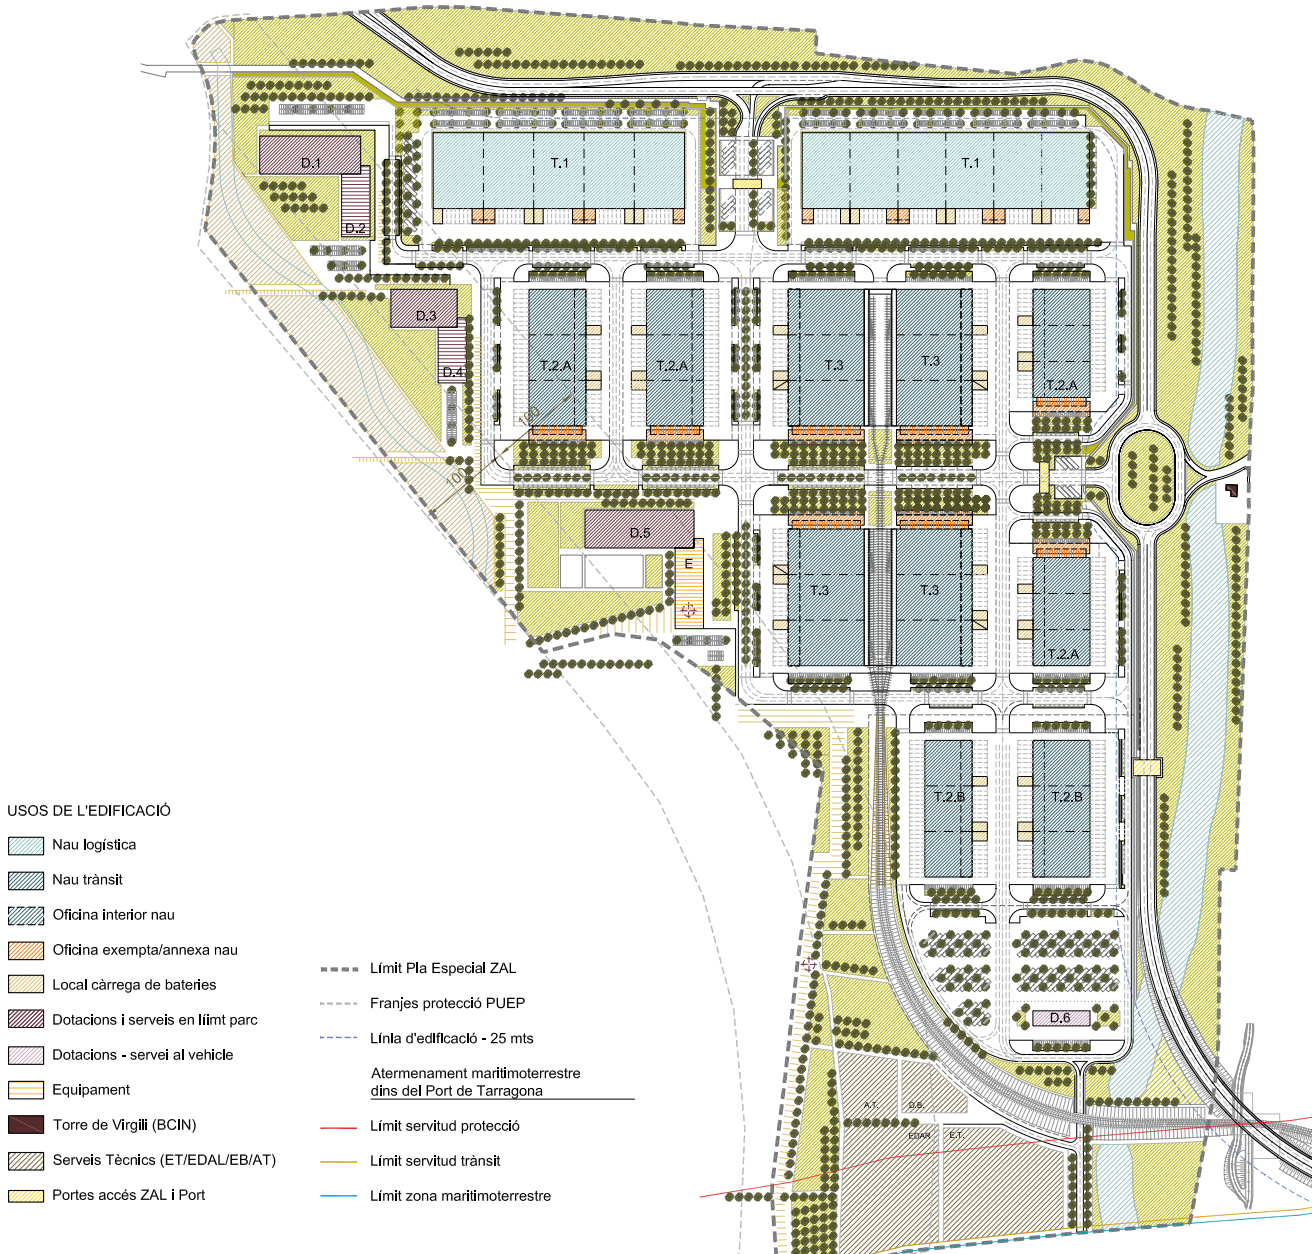 D.1
T.1
T.1
D.2
D.3
T.2.A
T.2.A
T.3
T.3
D.4
T.2.A
100
100
D.5
E
T.3
T.3
T.2.A
T.2.B
T.2.B
D.6
A.T.
D.B.
EDAR
E.T.
USOS DE L'EDIFICACIÓ
Nau logística
Nau trànsit
Oficina interior nau
Oficina exempta/annexa nau
Local càrrega de bateries
Dotacions i serveis en líimt parc
Dotacions - servei al vehicle
Equipament
Torre de Virgili (BCIN)
Serveis Tècnics (ET/EDAL/EB/AT)
Portes accés ZAL i Port
Límit Pla Especial ZAL
Franjes protecció PUEP
Línia d'edificació - 25 mts
Atermenament maritimoterrestre
dins del Port de Tarragona
Límit servitud protecció
Límit servitud trànsit
Límit zona maritimoterrestre